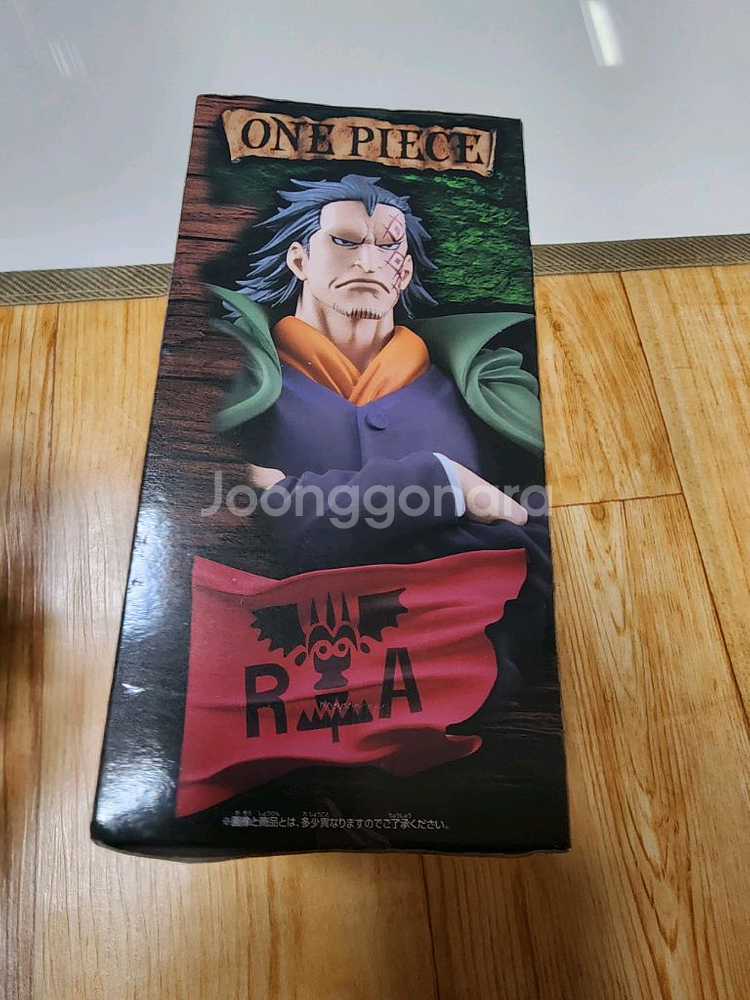 ONE PIECE
Joonggonara
R A
※画像と商品とは、多少異なりますのでご了承ください。